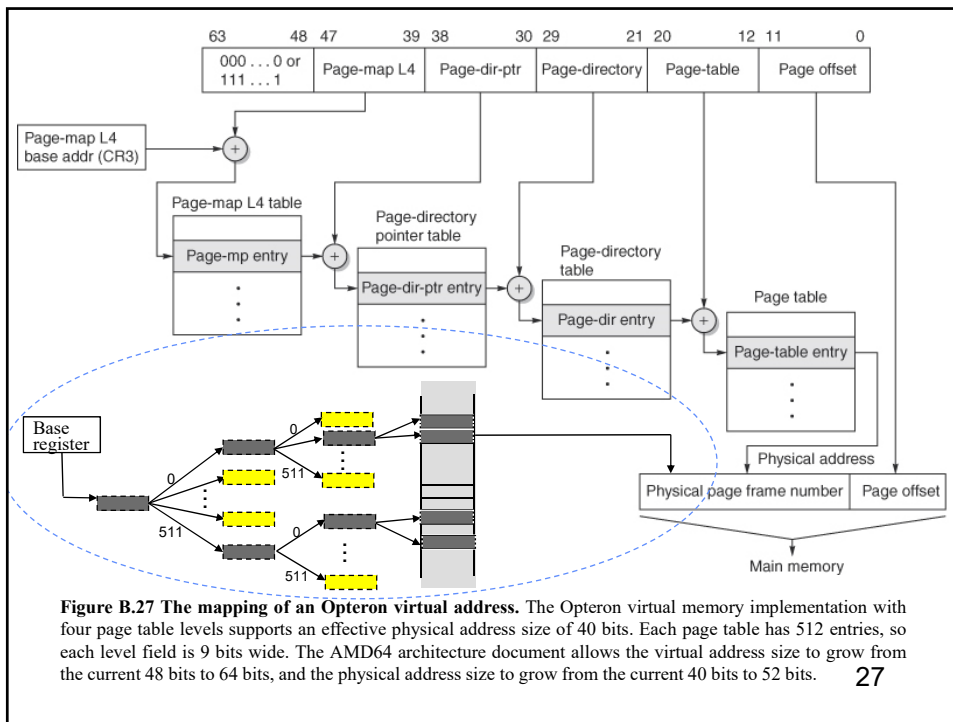 63 48 47 39 38 30 29 21 20 12 11 0
000 . . . 0 or
111 . . . 1
Page-map L4
Page-dir-ptr
Page-directory
Page-table
Page offset
Page-map L4
base addr (CR3)
+
Page-map L4 table
Page-mp entry
+
Page-directory
pointer table
Page-dir-ptr entry
+
Page-directory
table
Page-dir entry
+
Page table
Page-table entry
Base
register
0
511
0
511
0
511
Physical address
Physical page frame number
Page offset
Main memory
Figure B.27 The mapping of an Opteron virtual address. The Opteron virtual memory implementation with
four page table levels supports an effective physical address size of 40 bits. Each page table has 512 entries, so
each level field is 9 bits wide. The AMD64 architecture document allows the virtual address size to grow from
the current 48 bits to 64 bits, and the physical address size to grow from the current 40 bits to 52 bits.
27